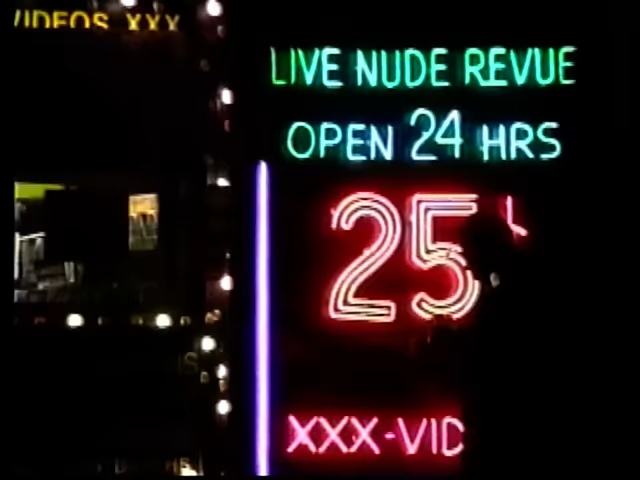 VIDEOS XXX
LIVE NUDE REVUE
OPEN 24 HRS
25
XXX-VID